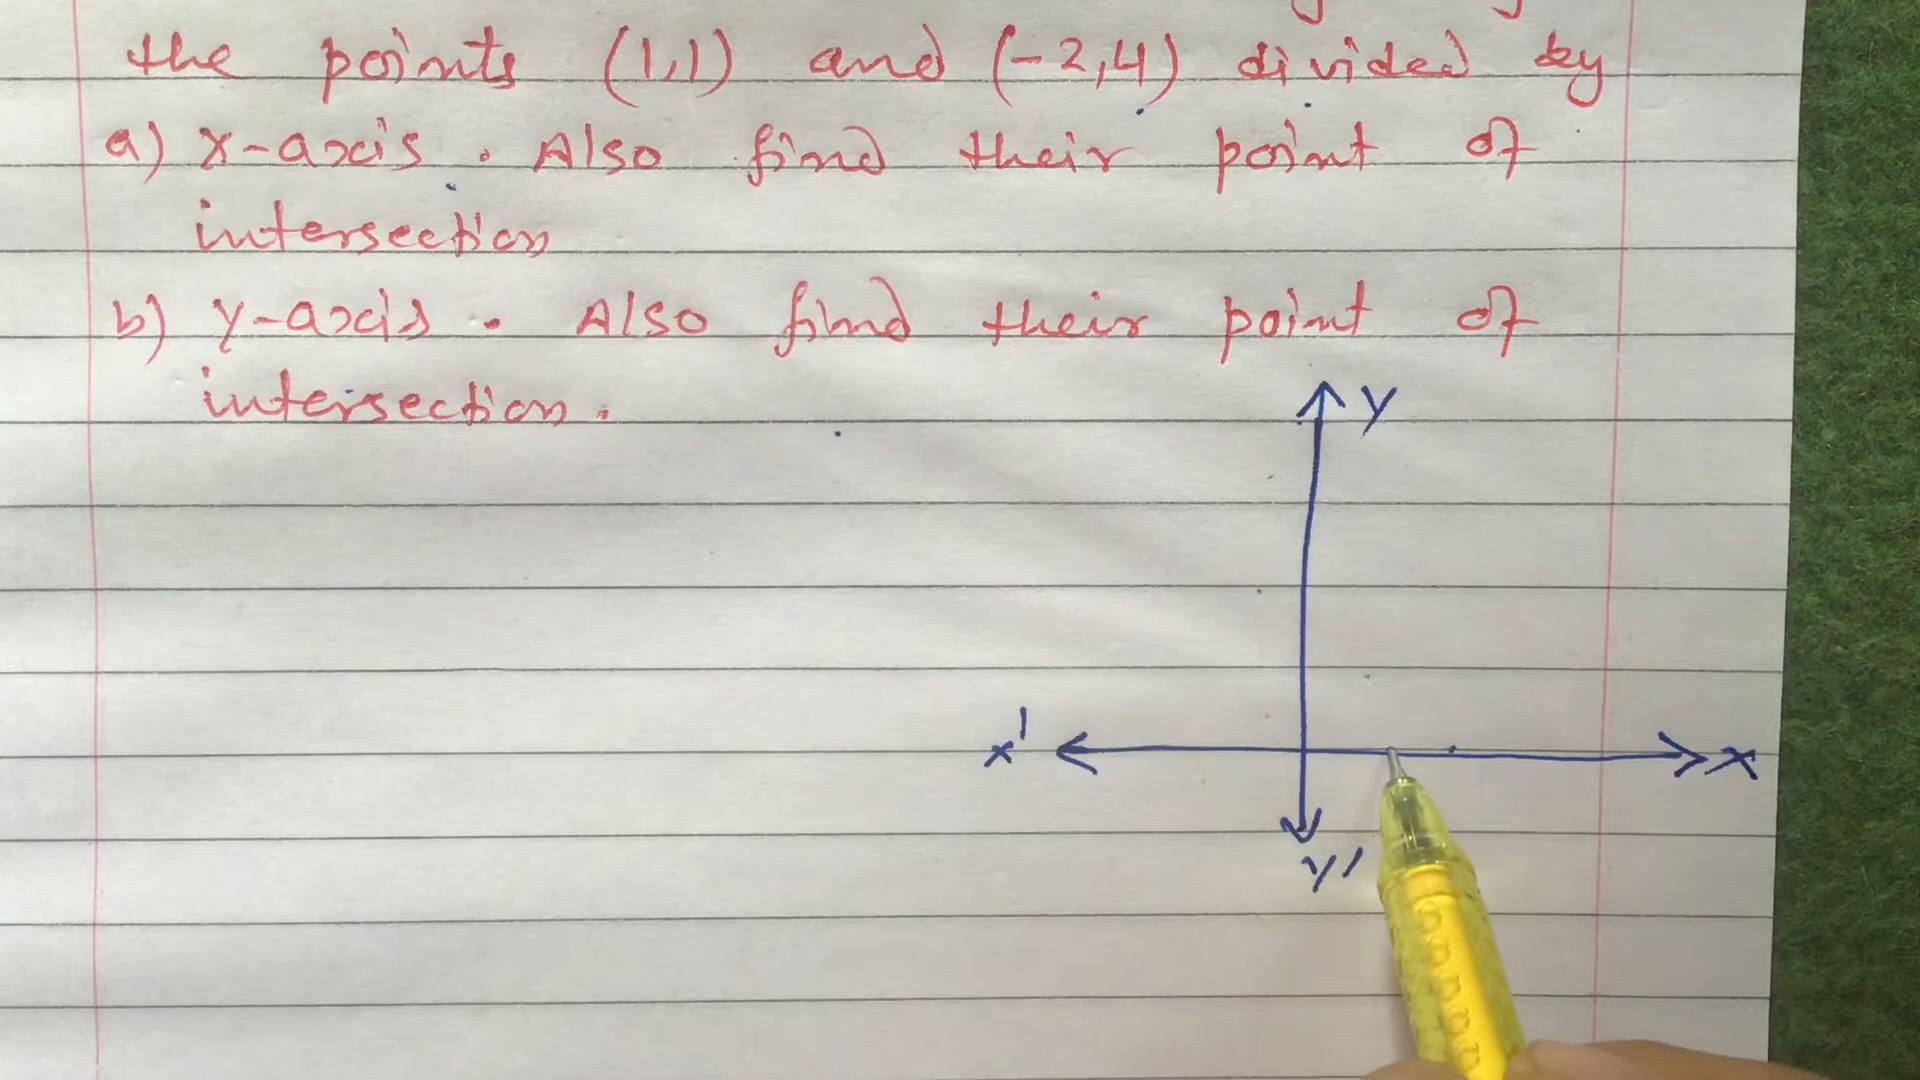 the points (1,1) and (-2,4) divided by
a) x-axis. Also find their point of
intersection
b) y-axis. Also find their point of
intersection.
Y
X' X
Y'